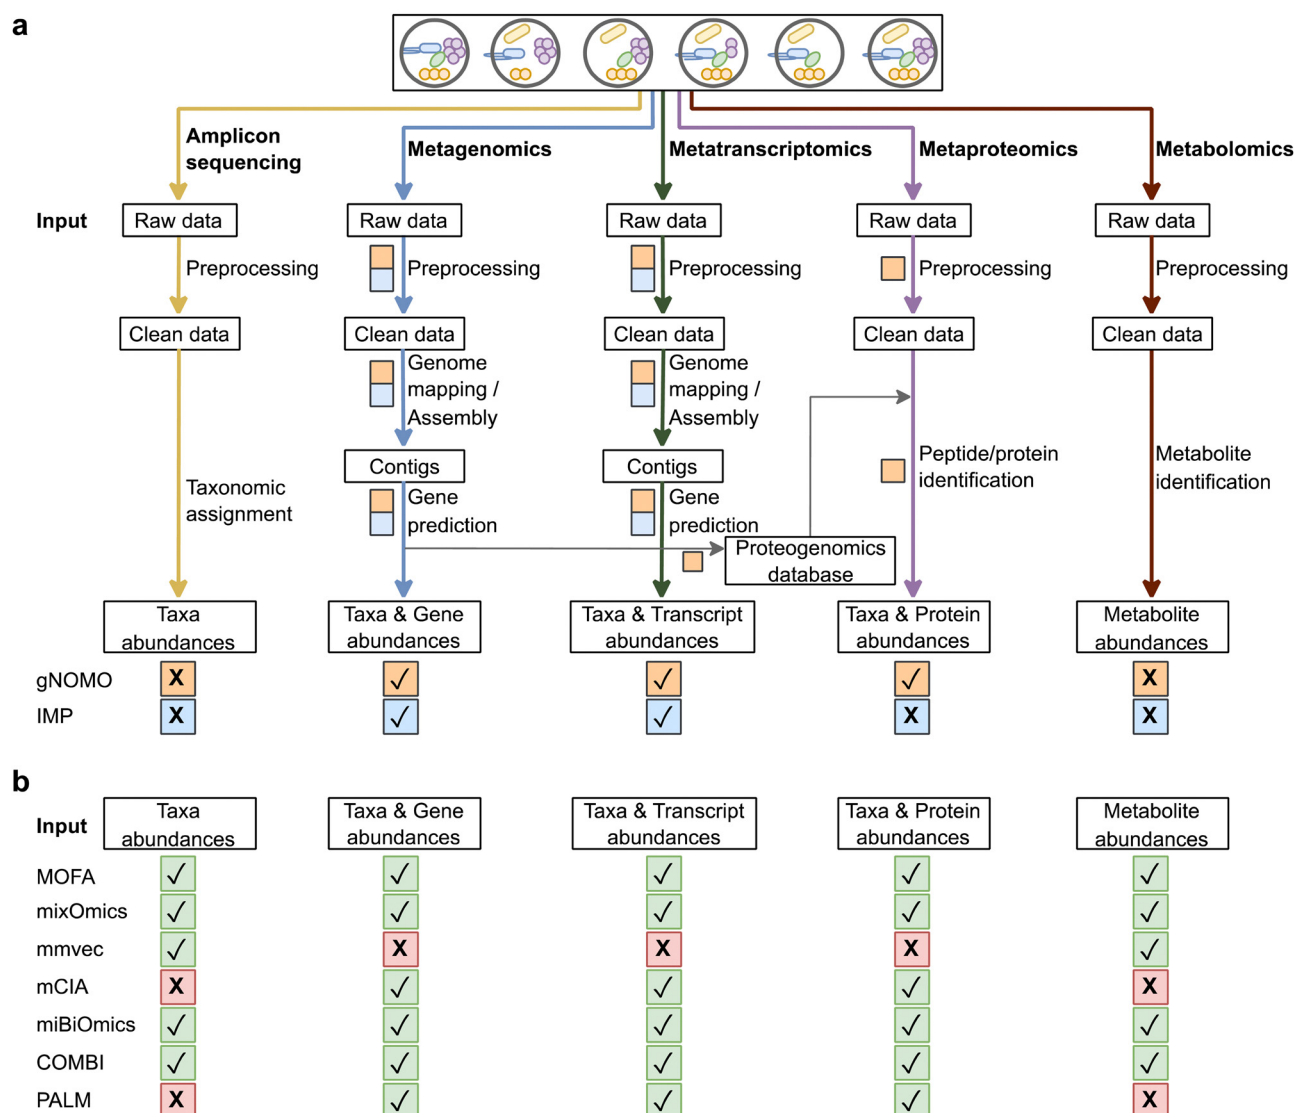 a
Amplicon
sequencing
Metagenomics
Metatranscriptomics
Metaproteomics
Metabolomics
Input
Raw data
Raw data
Raw data
Raw data
Raw data
Preprocessing
Preprocessing
Preprocessing
Preprocessing
Preprocessing
Clean data
Clean data
Clean data
Clean data
Clean data
Genome
mapping /
Assembly
Genome
mapping /
Assembly
Contigs
Contigs
Peptide/protein
identification
Metabolite
identification
Taxonomic
assignment
Gene
prediction
Gene
prediction
Proteogenomics
database
Taxa
abundances
Taxa & Gene
abundances
Taxa & Transcript
abundances
Taxa & Protein
abundances
Metabolite
abundances
gNOMO X ✓ ✓ ✓ X
IMP X ✓ ✓ X X
b
Input
Taxa
abundances
Taxa & Gene
abundances
Taxa & Transcript
abundances
Taxa & Protein
abundances
Metabolite
abundances
MOFA ✓ ✓ ✓ ✓ ✓
mixOmics ✓ ✓ ✓ ✓ ✓
mmvec ✓ X X X ✓
mCIA X ✓ ✓ ✓ X
miBiOmics ✓ ✓ ✓ ✓ ✓
COMBI ✓ ✓ ✓ ✓ ✓
PALM X ✓ ✓ ✓ X